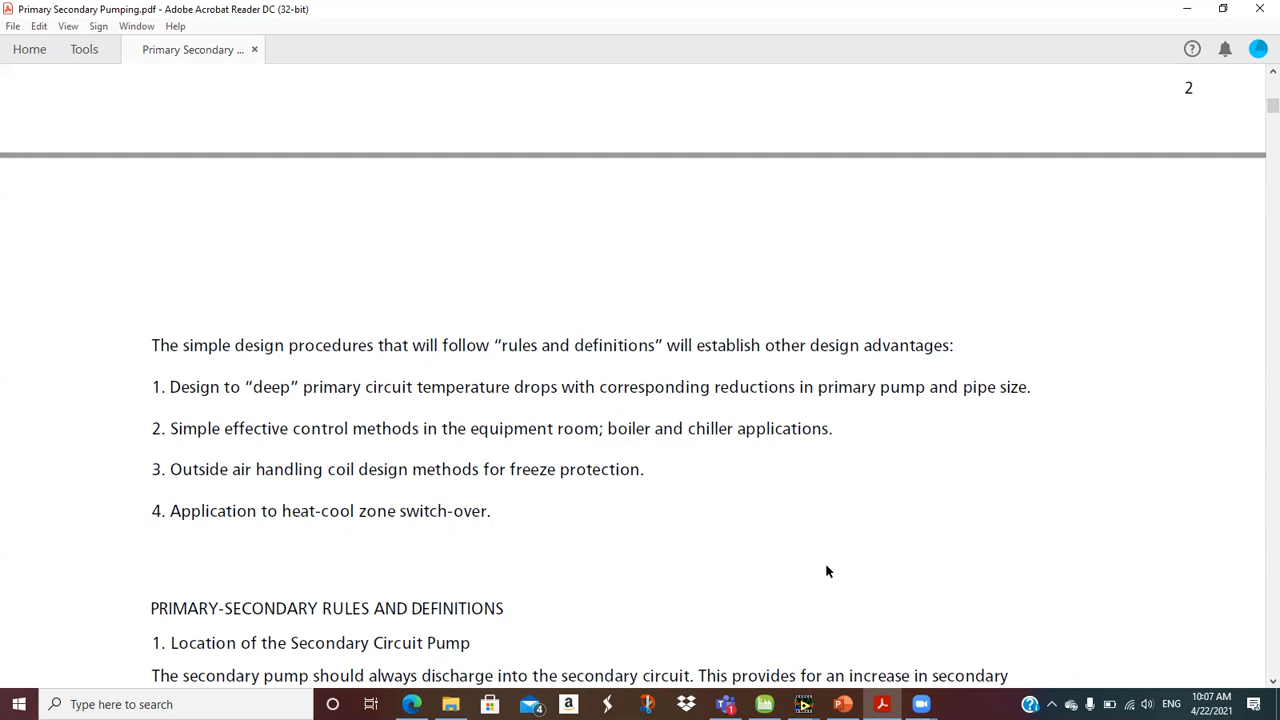 Primary Secondary Pumping.pdf - Adobe Acrobat Reader DC (32-bit)
File Edit View Sign Window Help
Home Tools Primary Secondary ... ×
2
The simple design procedures that will follow “rules and definitions” will establish other design advantages:
1. Design to “deep” primary circuit temperature drops with corresponding reductions in primary pump and pipe size.
2. Simple effective control methods in the equipment room; boiler and chiller applications.
3. Outside air handling coil design methods for freeze protection.
4. Application to heat-cool zone switch-over.
PRIMARY-SECONDARY RULES AND DEFINITIONS
1. Location of the Secondary Circuit Pump
The secondary pump should always discharge into the secondary circuit. This provides for an increase in secondary
Type here to search
4
1
ENG
10:07 AM
4/22/2021